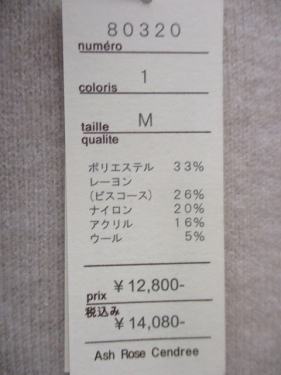 80320
numéro
1
coloris
M
taille
qualite
ポリエステル 33%
レーヨン
(ビスコース) 26%
ナイロン 20%
アクリル 16%
ウール 5%
¥12,800-
prix
税込み
¥14,080-
Ash Rose Cendree